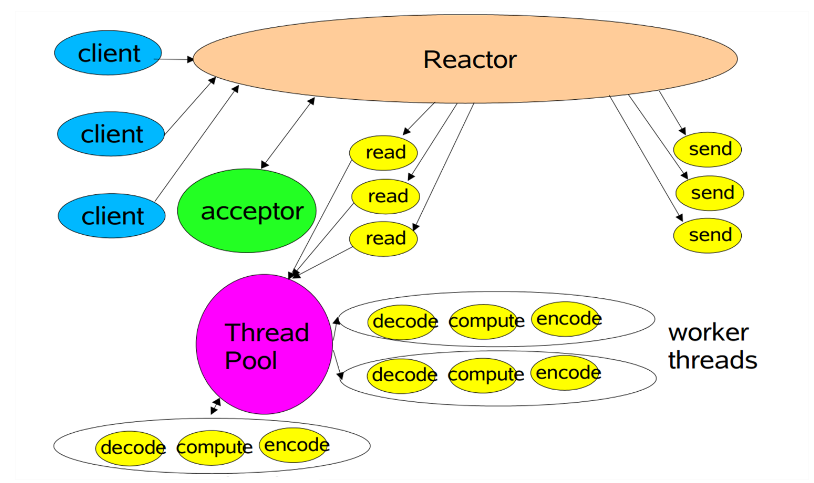 client
Reactor
client
client
acceptor
read
read
read
send
send
send
Thread
Pool
decode compute encode
decode compute encode
worker
threads
decode compute encode